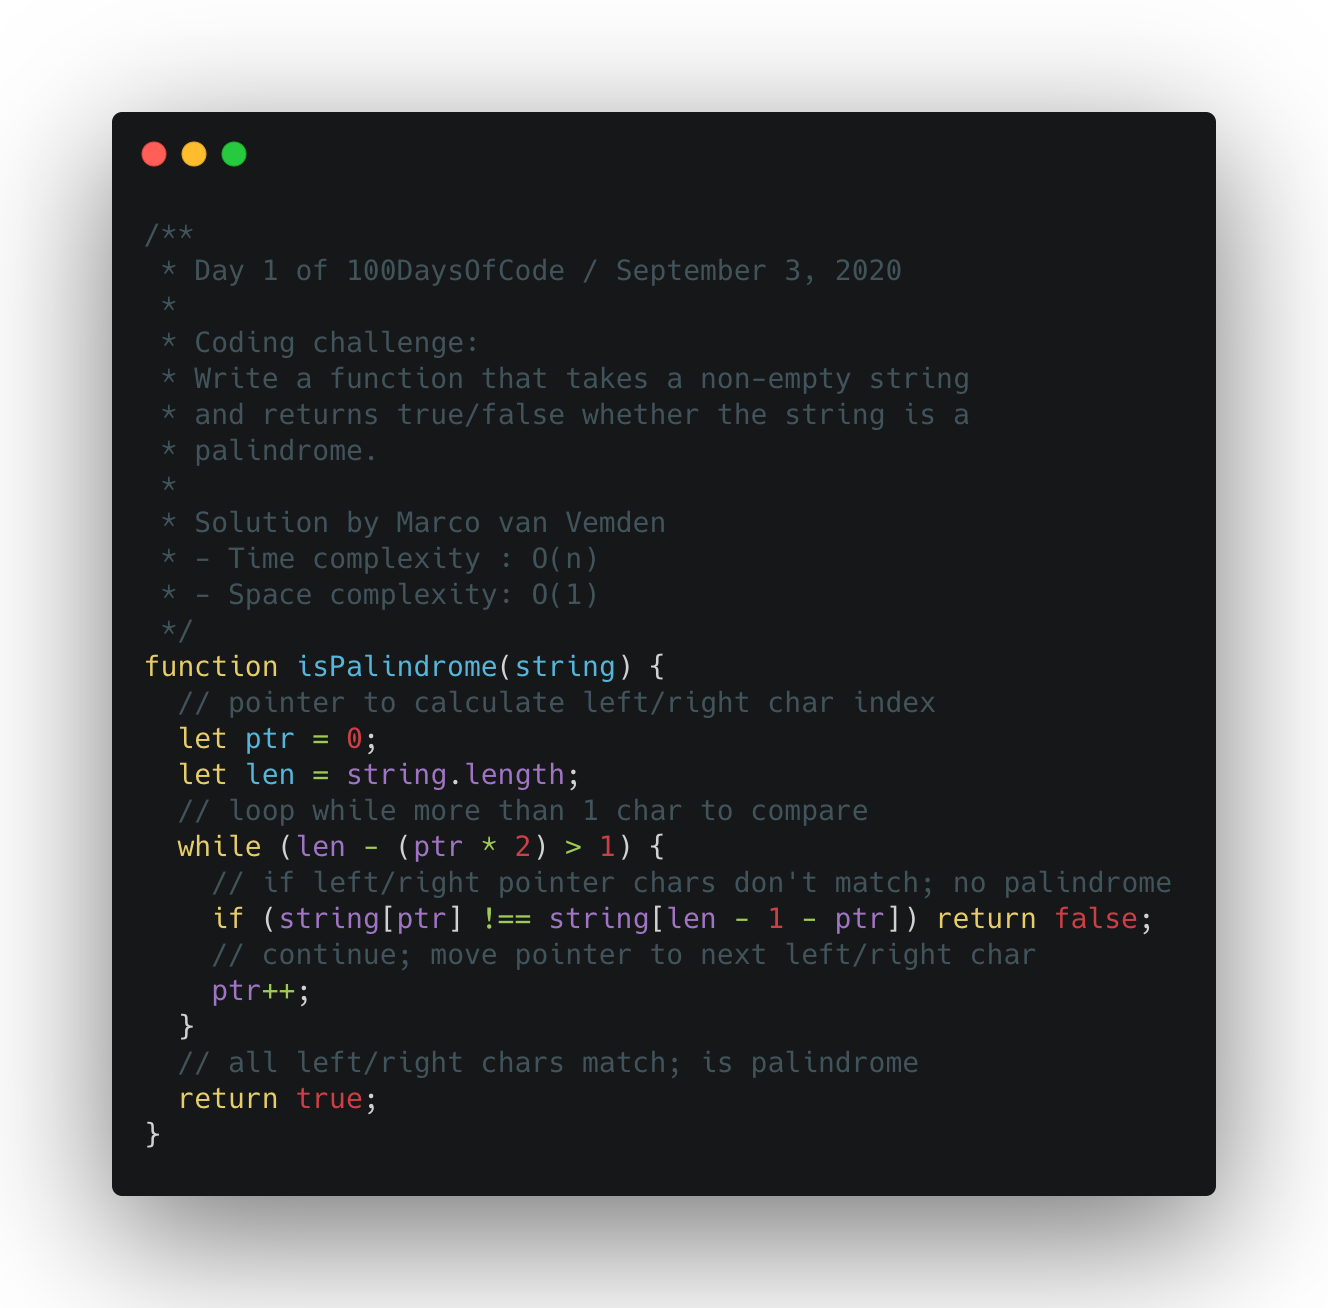 /**
 * Day 1 of 100DaysOfCode / September 3, 2020
 *
 * Coding challenge:
 * Write a function that takes a non-empty string
 * and returns true/false whether the string is a
 * palindrome.
 *
 * Solution by Marco van Vemden
 * - Time complexity : O(n)
 * - Space complexity: O(1)
 */
function isPalindrome(string) {
  // pointer to calculate left/right char index
  let ptr = 0;
  let len = string.length;
  // loop while more than 1 char to compare
  while (len - (ptr * 2) > 1) {
    // if left/right pointer chars don't match; no palindrome
    if (string[ptr] !== string[len - 1 - ptr]) return false;
    // continue; move pointer to next left/right char
    ptr++;
  }
  // all left/right chars match; is palindrome
  return true;
}